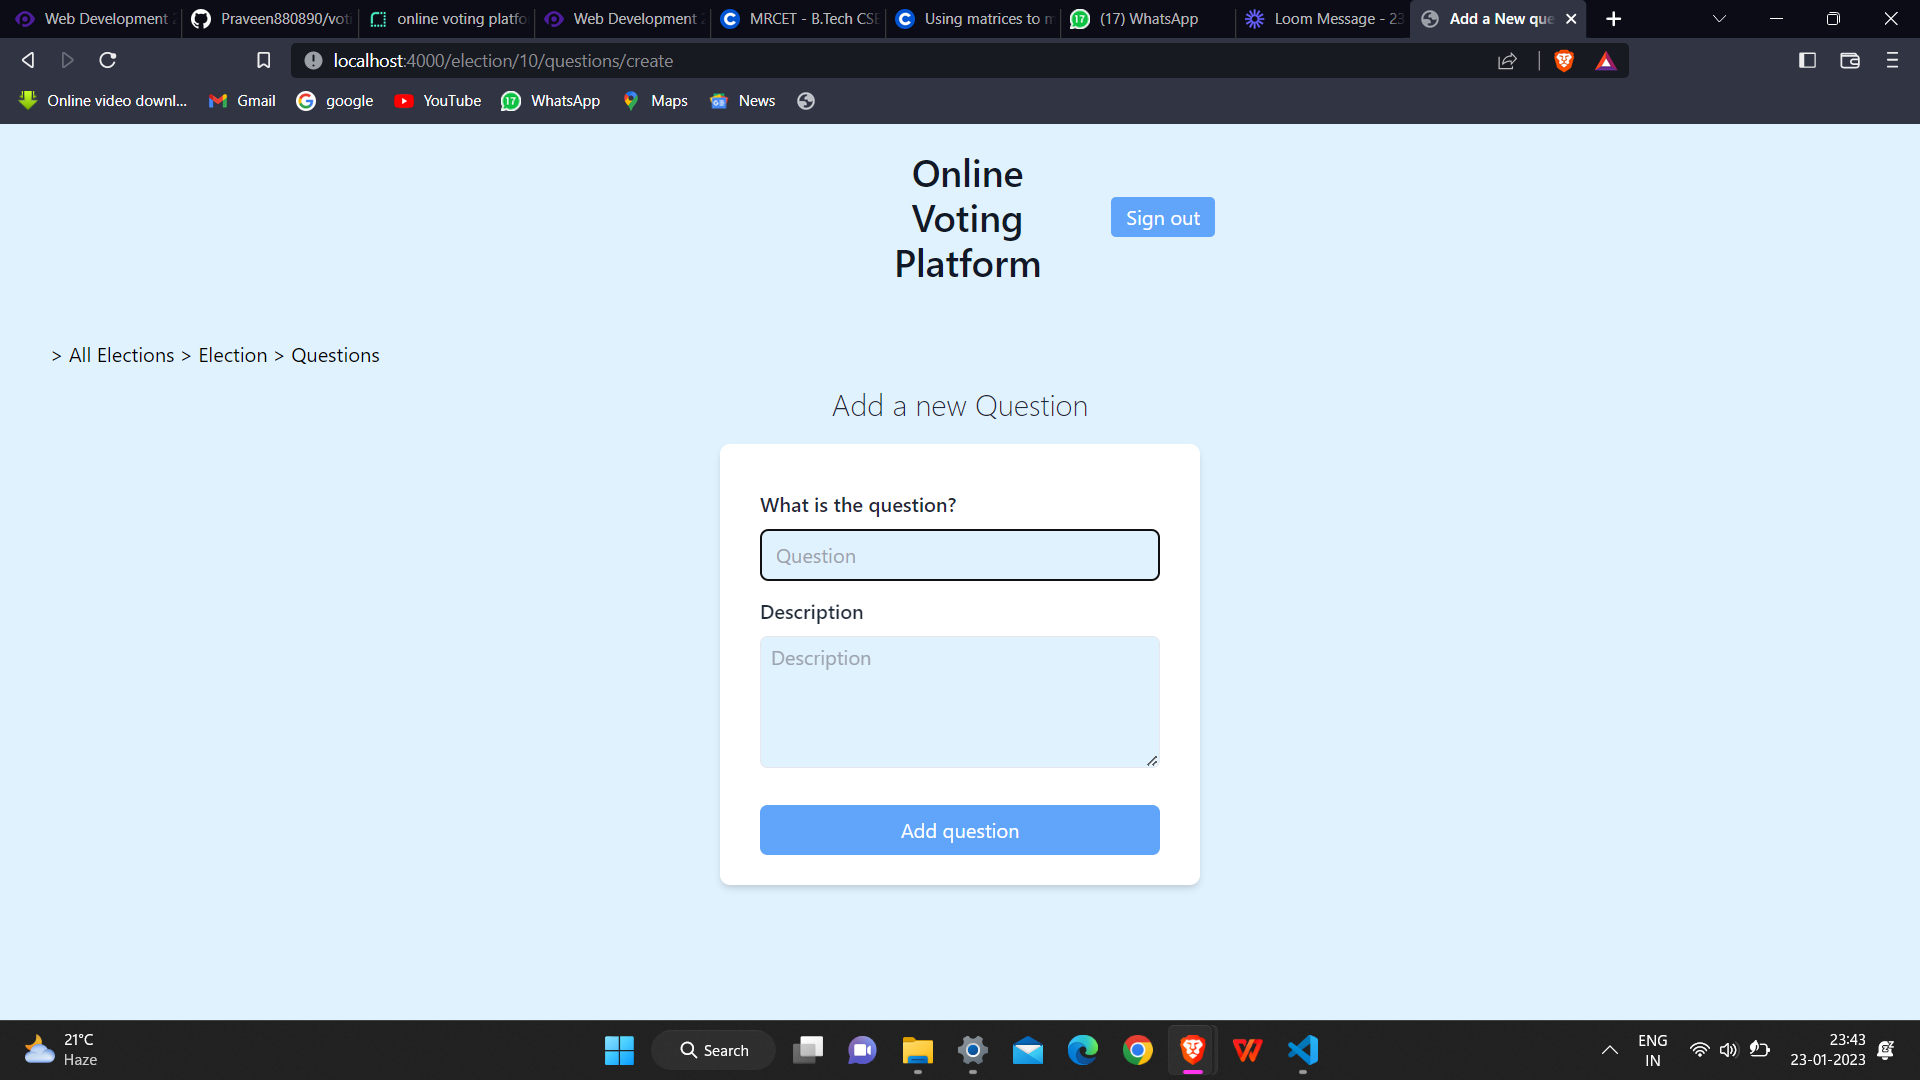 Web Development 2
Praveen880890/voti
online voting platfo
Web Development 2
MRCET - B.Tech CSE
Using matrices to m
(17) WhatsApp
Loom Message - 23
Add a New que
localhost:4000/election/10/questions/create
Online video downl...
Gmail
google
YouTube
17
WhatsApp
Maps
News
Online
Voting
Platform
Sign out
> All Elections > Election > Questions
Add a new Question
What is the question?
Question
Description
Description
Add question
21°C
Haze
Search
ENG
IN
23:43
23-01-2023